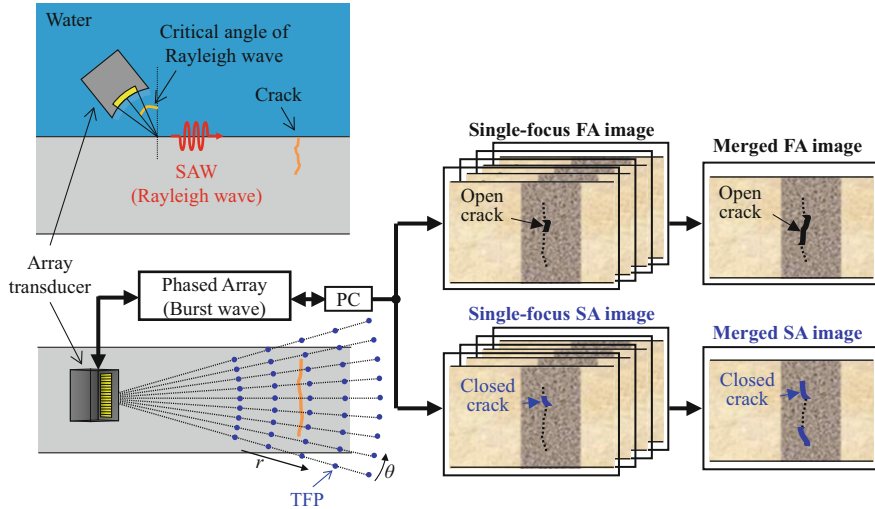 Water
Critical angle of
Rayleigh wave
Crack
SAW
(Rayleigh wave)
Array
transducer
Phased Array
(Burst wave)
PC
r
θ
TFP
Single-focus FA image
Open
crack
Merged FA image
Open
crack
Single-focus SA image
Closed
crack
Merged SA image
Closed
crack